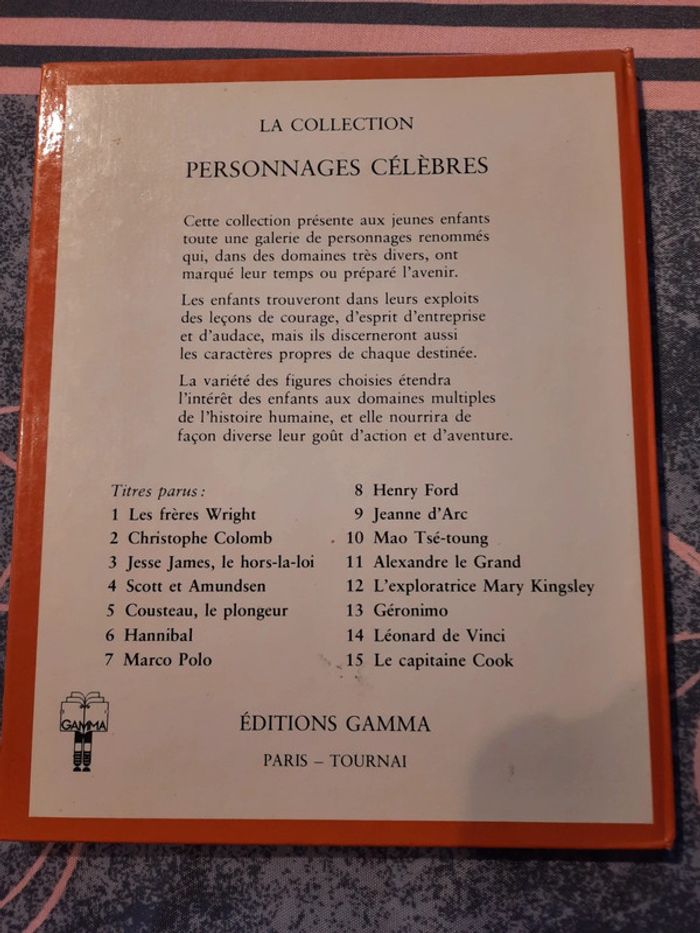 LA COLLECTION
PERSONNAGES CÉLÈBRES
Cette collection présente aux jeunes enfants
toute une galerie de personnages renommés
qui, dans des domaines très divers, ont
marqué leur temps ou préparé l'avenir.
Les enfants trouveront dans leurs exploits
des leçons de courage, d'esprit d'entreprise
et d'audace, mais ils discerneront aussi
les caractères propres de chaque destinée.
La variété des figures choisies étendra
l'intérêt des enfants aux domaines multiples
de l'histoire humaine, et elle nourrira de
façon diverse leur goût d'action et d'aventure.
Titres parus :
1 Les frères Wright
2 Christophe Colomb
3 Jesse James, le hors-la-loi
4 Scott et Amundsen
5 Cousteau, le plongeur
6 Hannibal
7 Marco Polo
8 Henry Ford
9 Jeanne d'Arc
10 Mao Tsé-toung
11 Alexandre le Grand
12 L'exploratrice Mary Kingsley
13 Géronimo
14 Léonard de Vinci
15 Le capitaine Cook
GAMMA
ÉDITIONS GAMMA
PARIS – TOURNAI